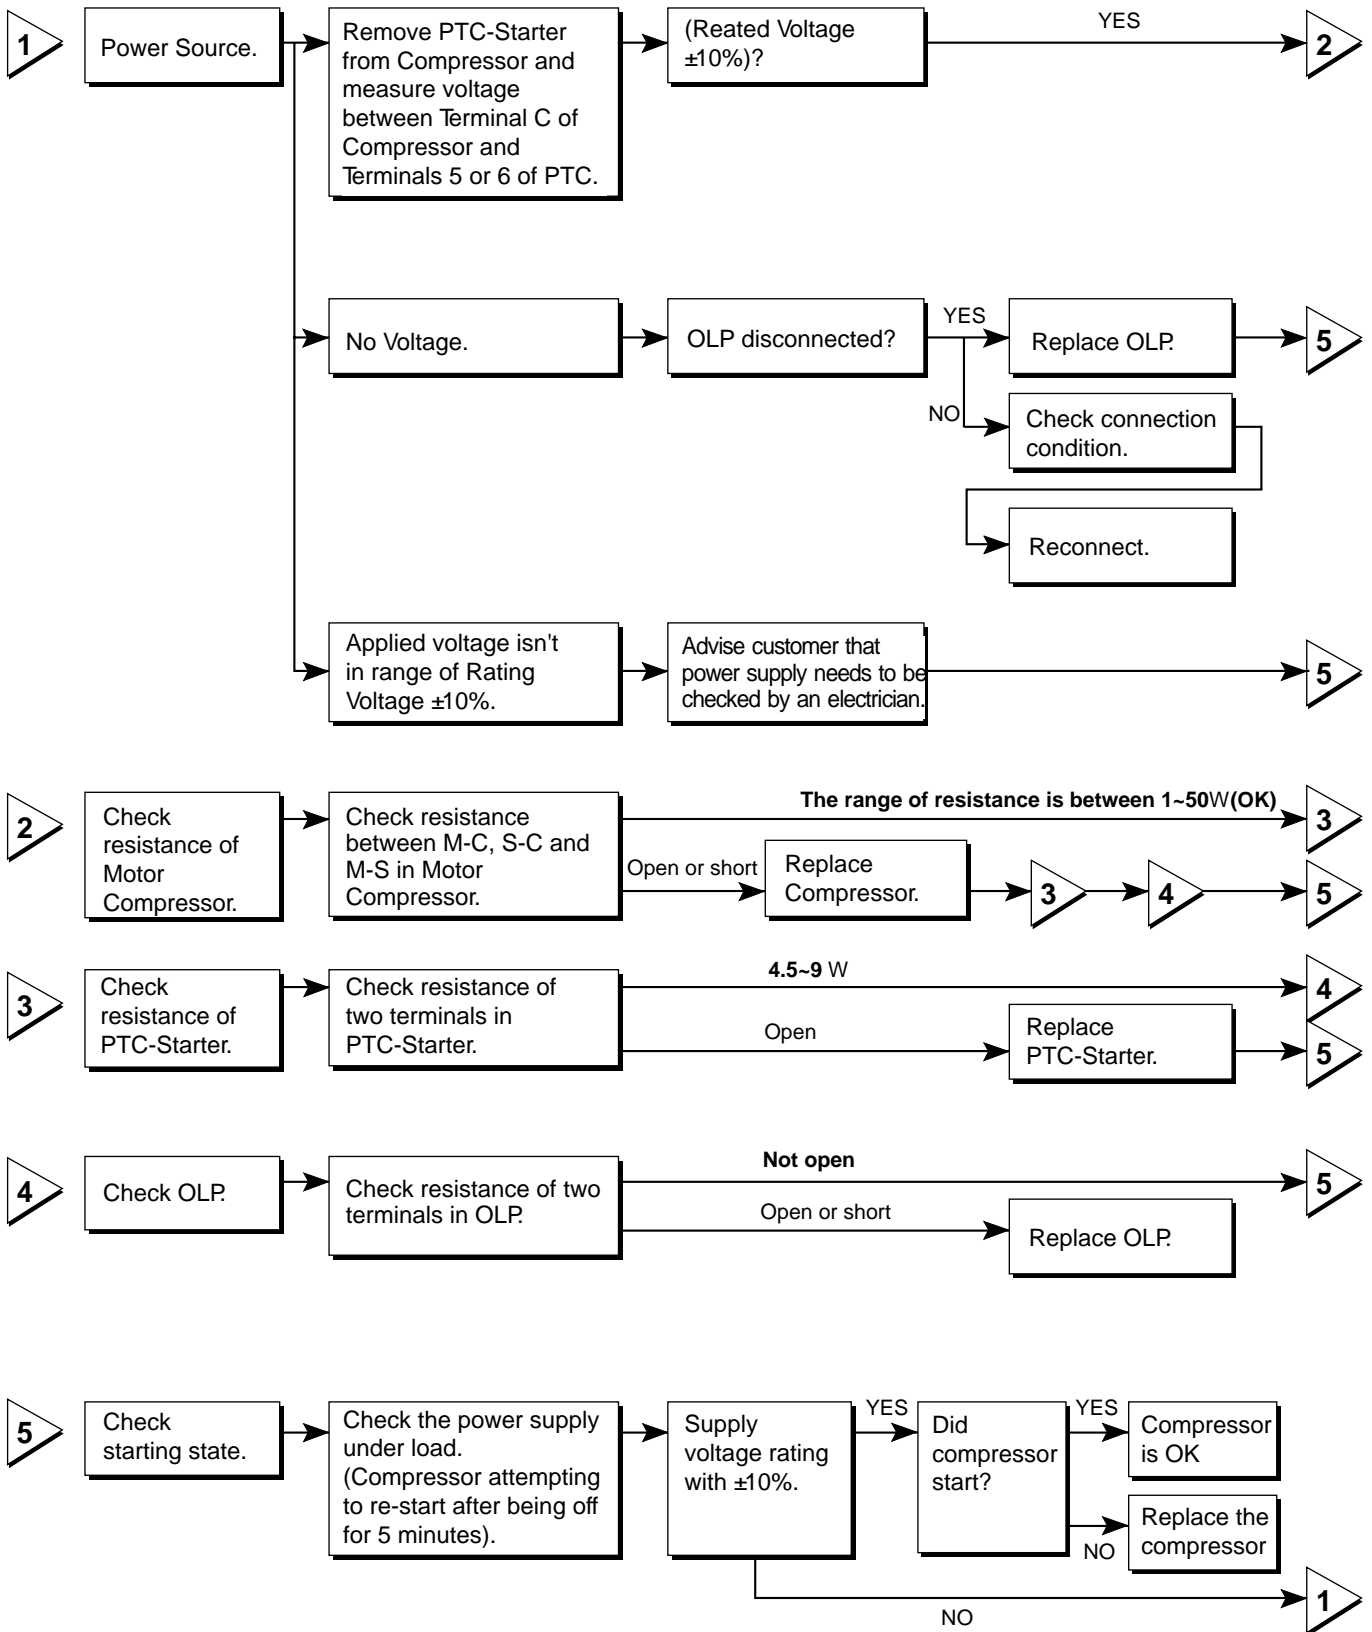 1
Power Source.
Remove PTC-Starter
from Compressor and
measure voltage
between Terminal C of
Compressor and
Terminals 5 or 6 of PTC.
(Reated Voltage
±10%)?
YES
2
No Voltage.
OLP disconnected?
YES
Replace OLP.
5
NO
Check connection
condition.
Reconnect.
Applied voltage isn't
in range of Rating
Voltage ±10%.
Advise customer that
power supply needs to be
checked by an electrician.
5
2
Check
resistance of
Motor
Compressor.
Check resistance
between M-C, S-C and
M-S in Motor
Compressor.
The range of resistance is between 1~50W(OK)
3
Open or short
Replace
Compressor.
3
4
5
3
Check
resistance of
PTC-Starter.
Check resistance of
two terminals in
PTC-Starter.
4.5~9 W
4
Open
Replace
PTC-Starter.
5
4
Check OLP.
Check resistance of two
terminals in OLP.
Not open
5
Open or short
Replace OLP.
5
Check
starting state.
Check the power supply
under load.
(Compressor attempting
to re-start after being off
for 5 minutes).
Supply
voltage rating
with ±10%.
YES
Did
compressor
start?
YES
Compressor
is OK
NO
Replace the
compressor
NO
1